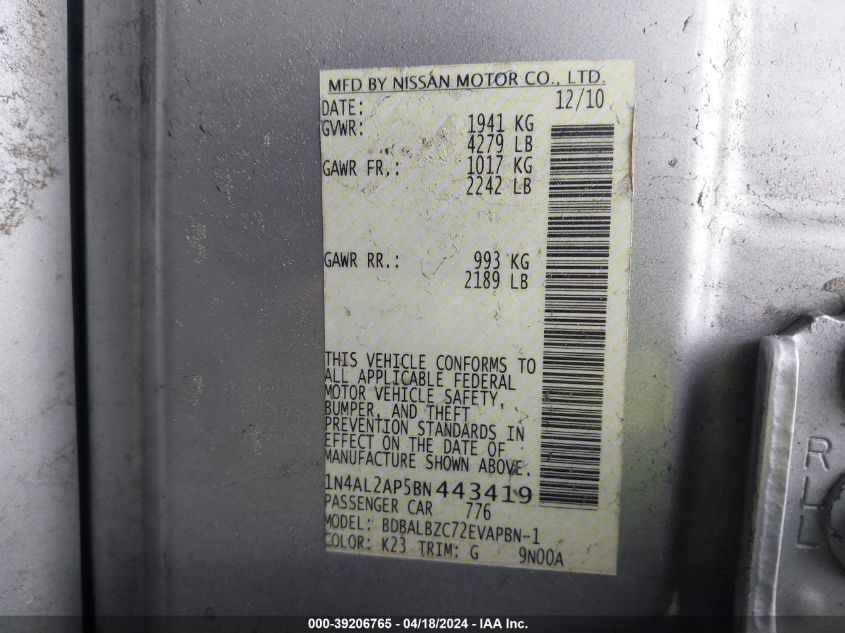 MFD BY NISSAN MOTOR CO., LTD.
DATE: 12/10
GVWR: 1941 KG
4279 LB
GAWR FR.: 1017 KG
2242 LB
GAWR RR.: 993 KG
2189 LB
THIS VEHICLE CONFORMS TO
ALL APPLICABLE FEDERAL
MOTOR VEHICLE SAFETY,
BUMPER, AND THEFT
PREVENTION STANDARDS IN
EFFECT ON THE DATE OF
MANUFACTURE SHOWN ABOVE.
1N4AL2AP5BN443419
PASSENGER CAR 776
MODEL: BDBALBZC72EVAPBN-1
COLOR: K23 TRIM: G 9N00A
RLL
000-39206765 - 04/18/2024 - IAA Inc.